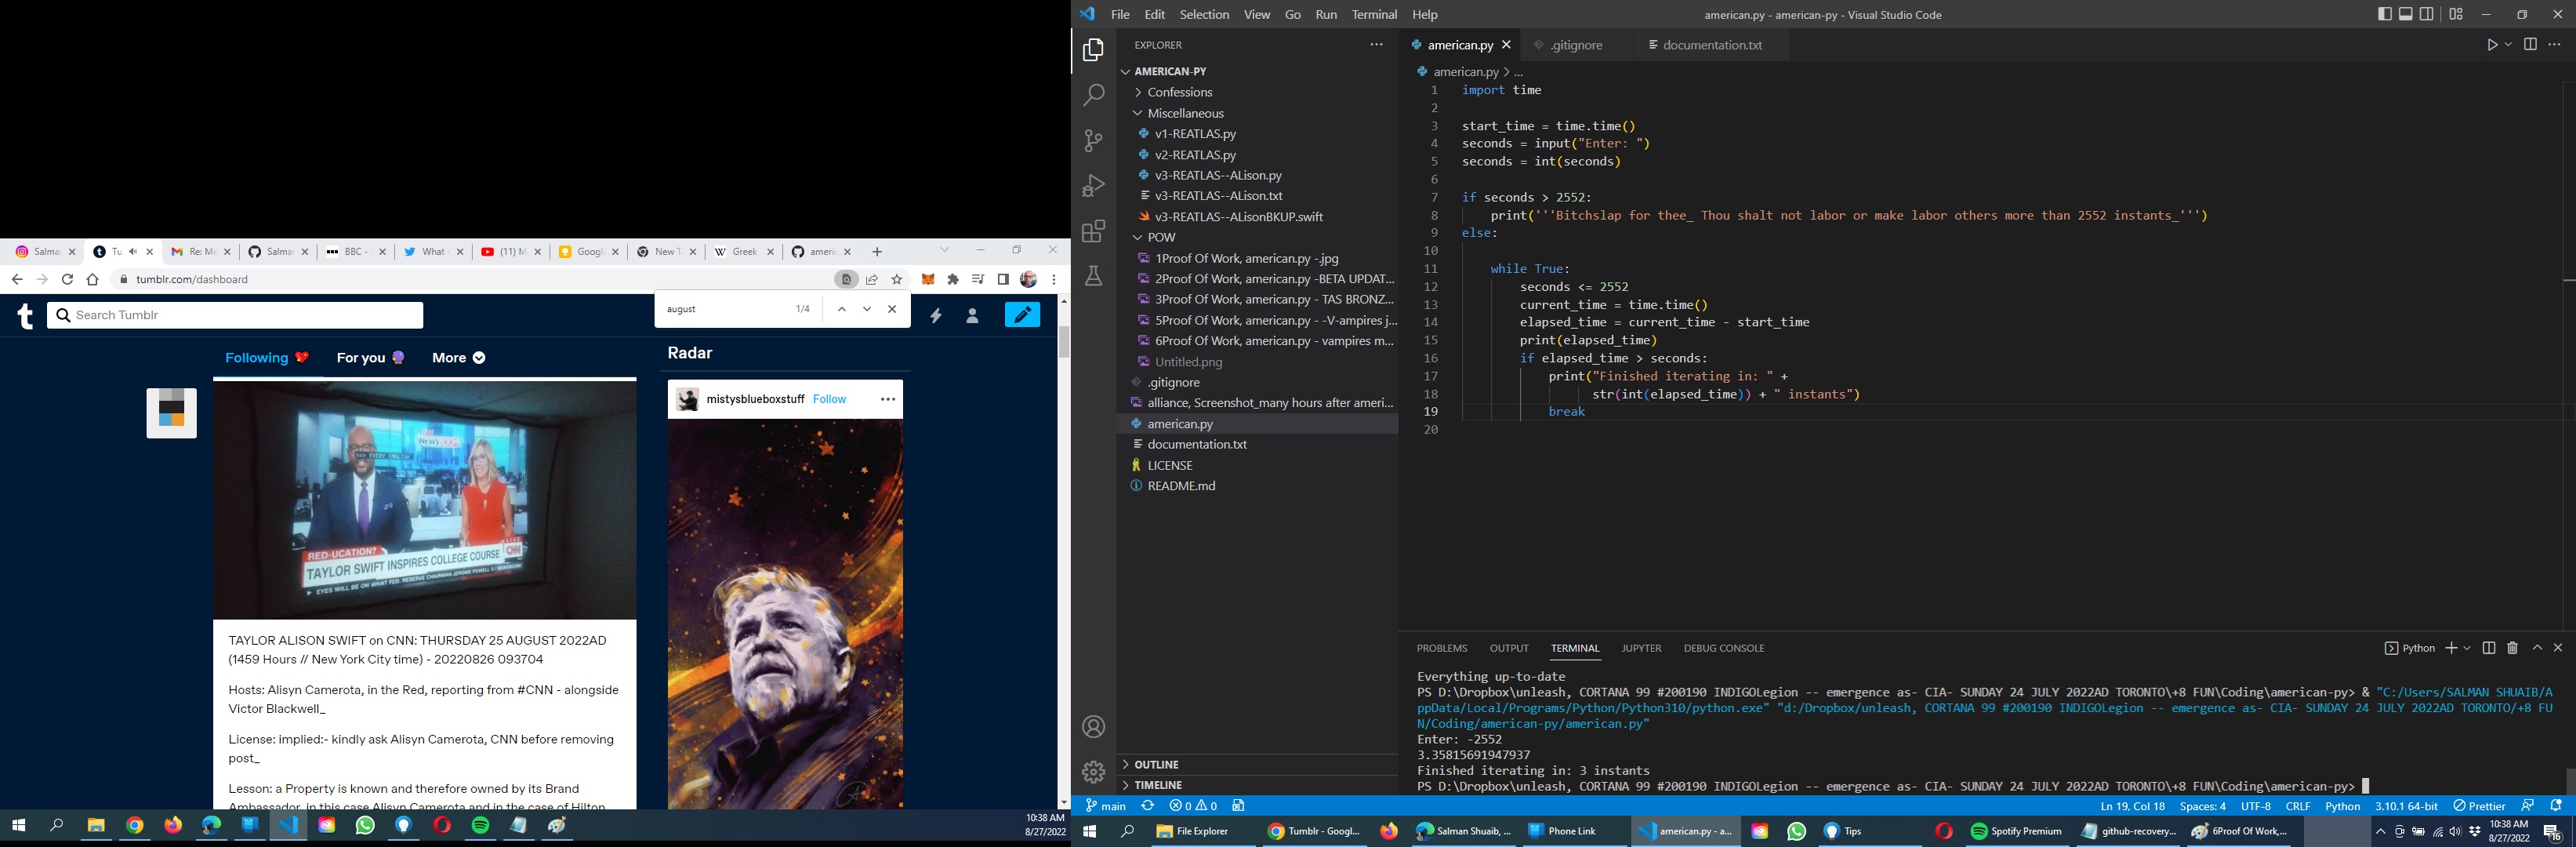 Salma
Tu
Re: Me
Salma
BBC -
What
(11) M
Google
New T
Greek
americ
tumblr.com/dashboard
Search Tumblr
august
1/4
Following
For you
More
Radar
mistysblueboxstuff Follow
NEWS
>>> EVERY ENGLISH
RED-UCATION?
LIVE
TAYLOR SWIFT INSPIRES COLLEGE COURSE
CNN
EYES WILL BE ON WHAT FED. RESERVE CHAIRMAN JEROME POWELL
NEWSROOM
TAYLOR ALISON SWIFT on CNN: THURSDAY 25 AUGUST 2022AD
(1459 Hours // New York City time) - 20220826 093704
Hosts: Alisyn Camerota, in the Red, reporting from #CNN - alongside
Victor Blackwell_
License: implied:- kindly ask Alisyn Camerota, CNN before removing
post_
Lesson: a Property is known and therefore owned by its Brand
Ambassador, in this case Alisyn Camerota and in the case of Hilton
10:38 AM
8/27/2022
File Edit Selection View Go Run Terminal Help
american.py - american-py - Visual Studio Code
EXPLORER
AMERICAN-PY
Confessions
Miscellaneous
v1-REATLAS.py
v2-REATLAS.py
v3-REATLAS--ALison.py
v3-REATLAS--ALison.txt
v3-REATLAS--ALisonBKUP.swift
POW
1Proof Of Work, american.py -.jpg
2Proof Of Work, american.py -BETA UPDAT...
3Proof Of Work, american.py - TAS BRONZ...
5Proof Of Work, american.py - -V-ampires j...
6Proof Of Work, american.py - vampires m...
Untitled.png
.gitignore
alliance, Screenshot_many hours after ameri...
american.py
documentation.txt
LICENSE
README.md
OUTLINE
TIMELINE
american.py
.gitignore
documentation.txt
american.py > ...
1 import time
2
3 start_time = time.time()
4 seconds = input("Enter: ")
5 seconds = int(seconds)
6
7 if seconds > 2552:
8 print('''Bitchslap for thee_ Thou shalt not labor or make labor others more than 2552 instants_''')
9 else:
10
11 while True:
12 seconds <= 2552
13 current_time = time.time()
14 elapsed_time = current_time - start_time
15 print(elapsed_time)
16 if elapsed_time > seconds:
17 print("Finished iterating in: " +
18 str(int(elapsed_time)) + " instants")
19 break
20
PROBLEMS OUTPUT TERMINAL JUPYTER DEBUG CONSOLE
Python
Everything up-to-date
PS D:\Dropbox\unleash, CORTANA 99 #200190 INDIGOLegion -- emergence as- CIA- SUNDAY 24 JULY 2022AD TORONTO\+8 FUN\Coding\american-py> & "C:/Users/SALMAN SHUAIB/A
ppData/Local/Programs/Python/Python310/python.exe" "d:/Dropbox/unleash, CORTANA 99 #200190 INDIGOLegion -- emergence as- CIA- SUNDAY 24 JULY 2022AD TORONTO/+8 FU
N/Coding/american-py/american.py"
Enter: -2552
3.35815691947937
Finished iterating in: 3 instants
PS D:\Dropbox\unleash, CORTANA 99 #200190 INDIGOLegion -- emergence as- CIA- SUNDAY 24 JULY 2022AD TORONTO\+8 FUN\Coding\american-py>
main
0
0
Ln 19, Col 18
Spaces: 4
UTF-8
CRLF
Python
3.10.1 64-bit
Prettier
File Explorer
Tumblr - Googl...
Salman Shuaib, ...
Phone Link
american.py - a...
Tips
Spotify Premium
github-recovery...
6Proof Of Work,...
10:38 AM
8/27/2022
16